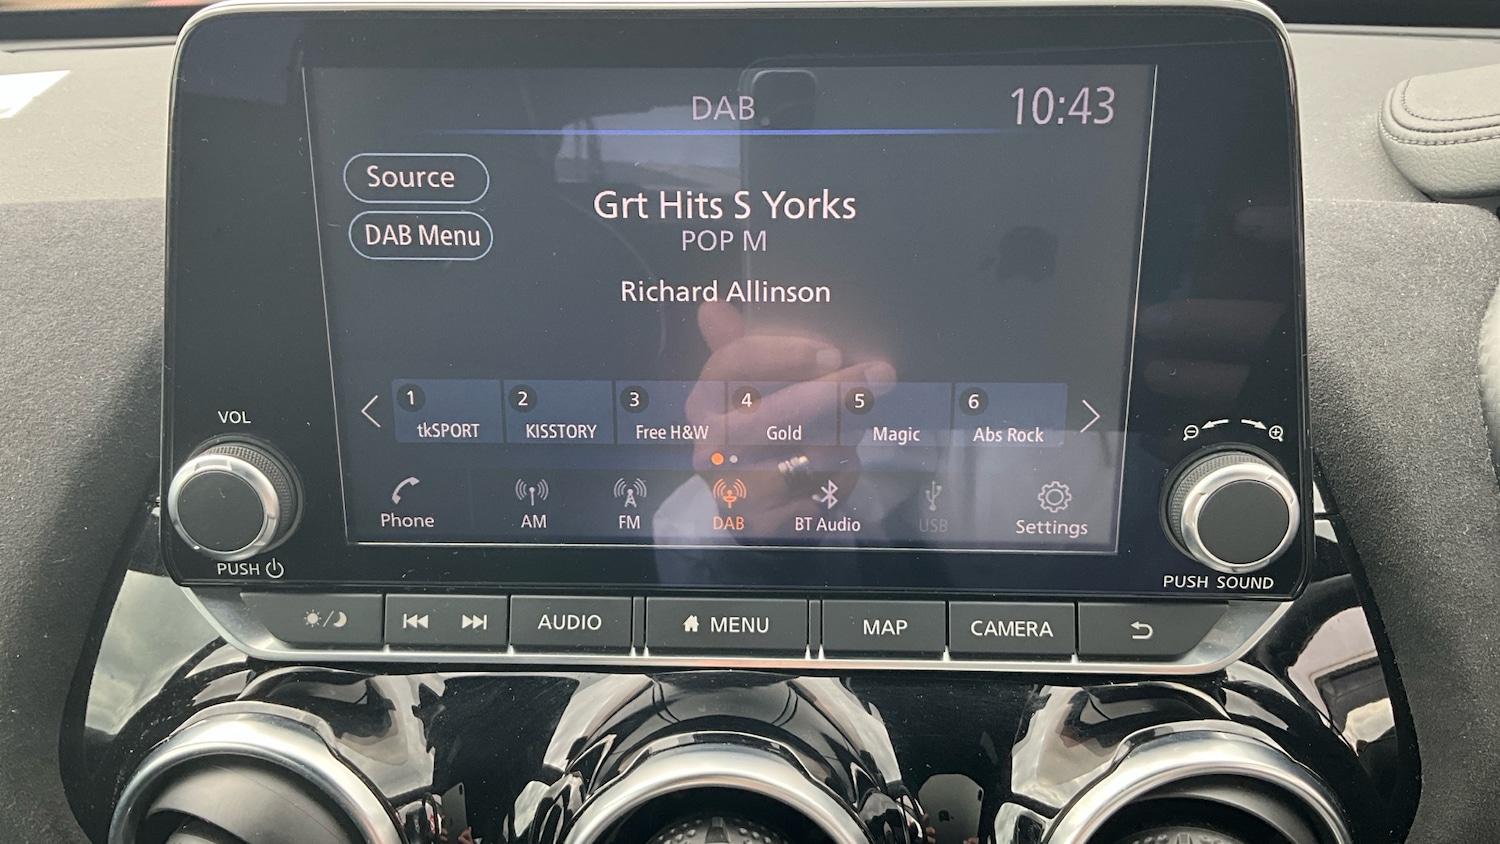 DAB
10:43
Source
DAB Menu
Grt Hits S Yorks
POP M
Richard Allinson
1
tkSPORT
2
KISSTORY
3
Free H&W
4
Gold
5
Magic
6
Abs Rock
Phone
AM
FM
DAB
BT Audio
USB
Settings
VOL
PUSH
PUSH SOUND
AUDIO
MENU
MAP
CAMERA